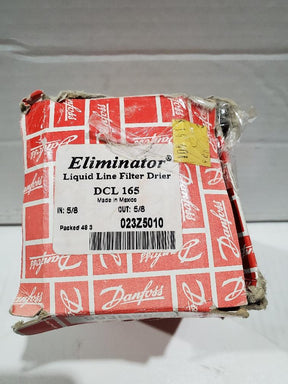 Eliminator®
Liquid Line Filter Drier
DCL 165
Made in Mexico
IN: 5/8 OUT: 5/8
023Z5010
Packed 48 3
Danfoss
Danfoss